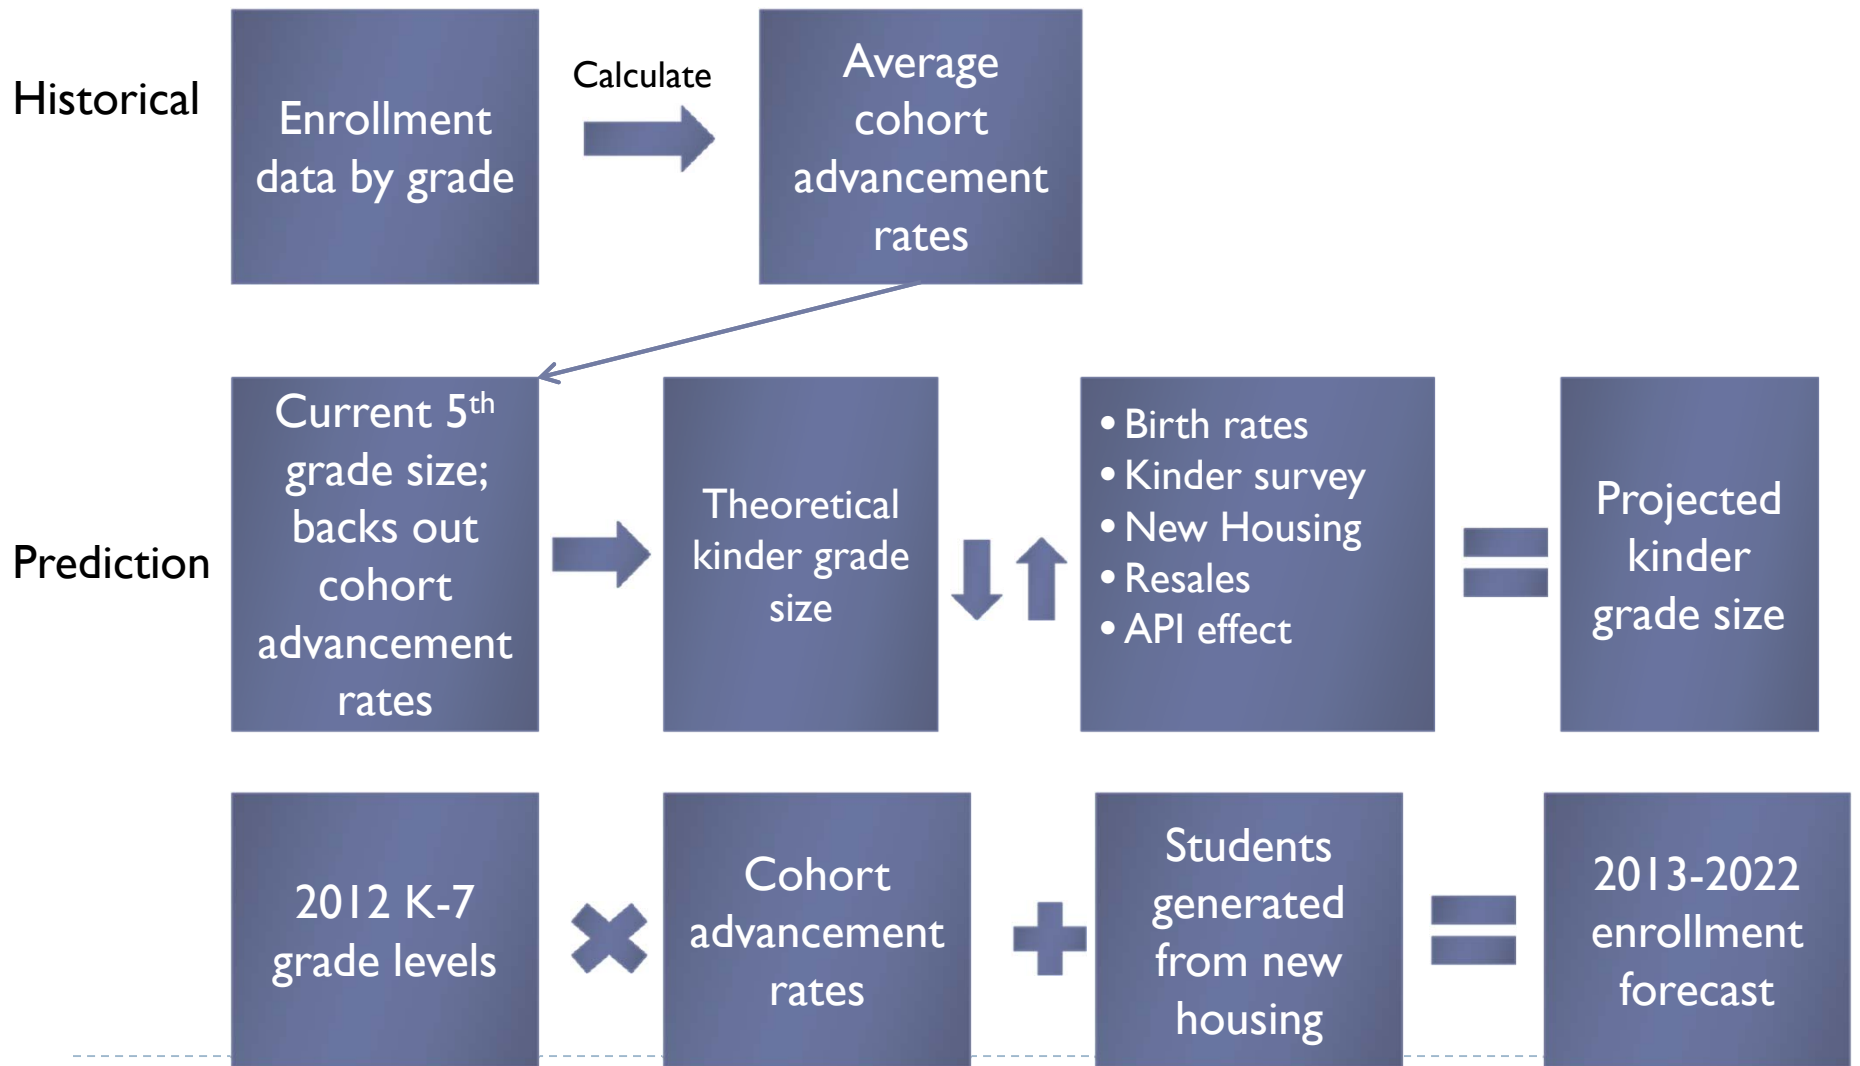 Historical
Enrollment
data by grade
Calculate
Average
cohort
advancement
rates
Prediction
Current 5th
grade size;
backs out
cohort
advancement
rates
Theoretical
kinder grade
size
• Birth rates
• Kinder survey
• New Housing
• Resales
• API effect
Projected
kinder
grade size
2012 K-7
grade levels
Cohort
advancement
rates
Students
generated
from new
housing
2013-2022
enrollment
forecast